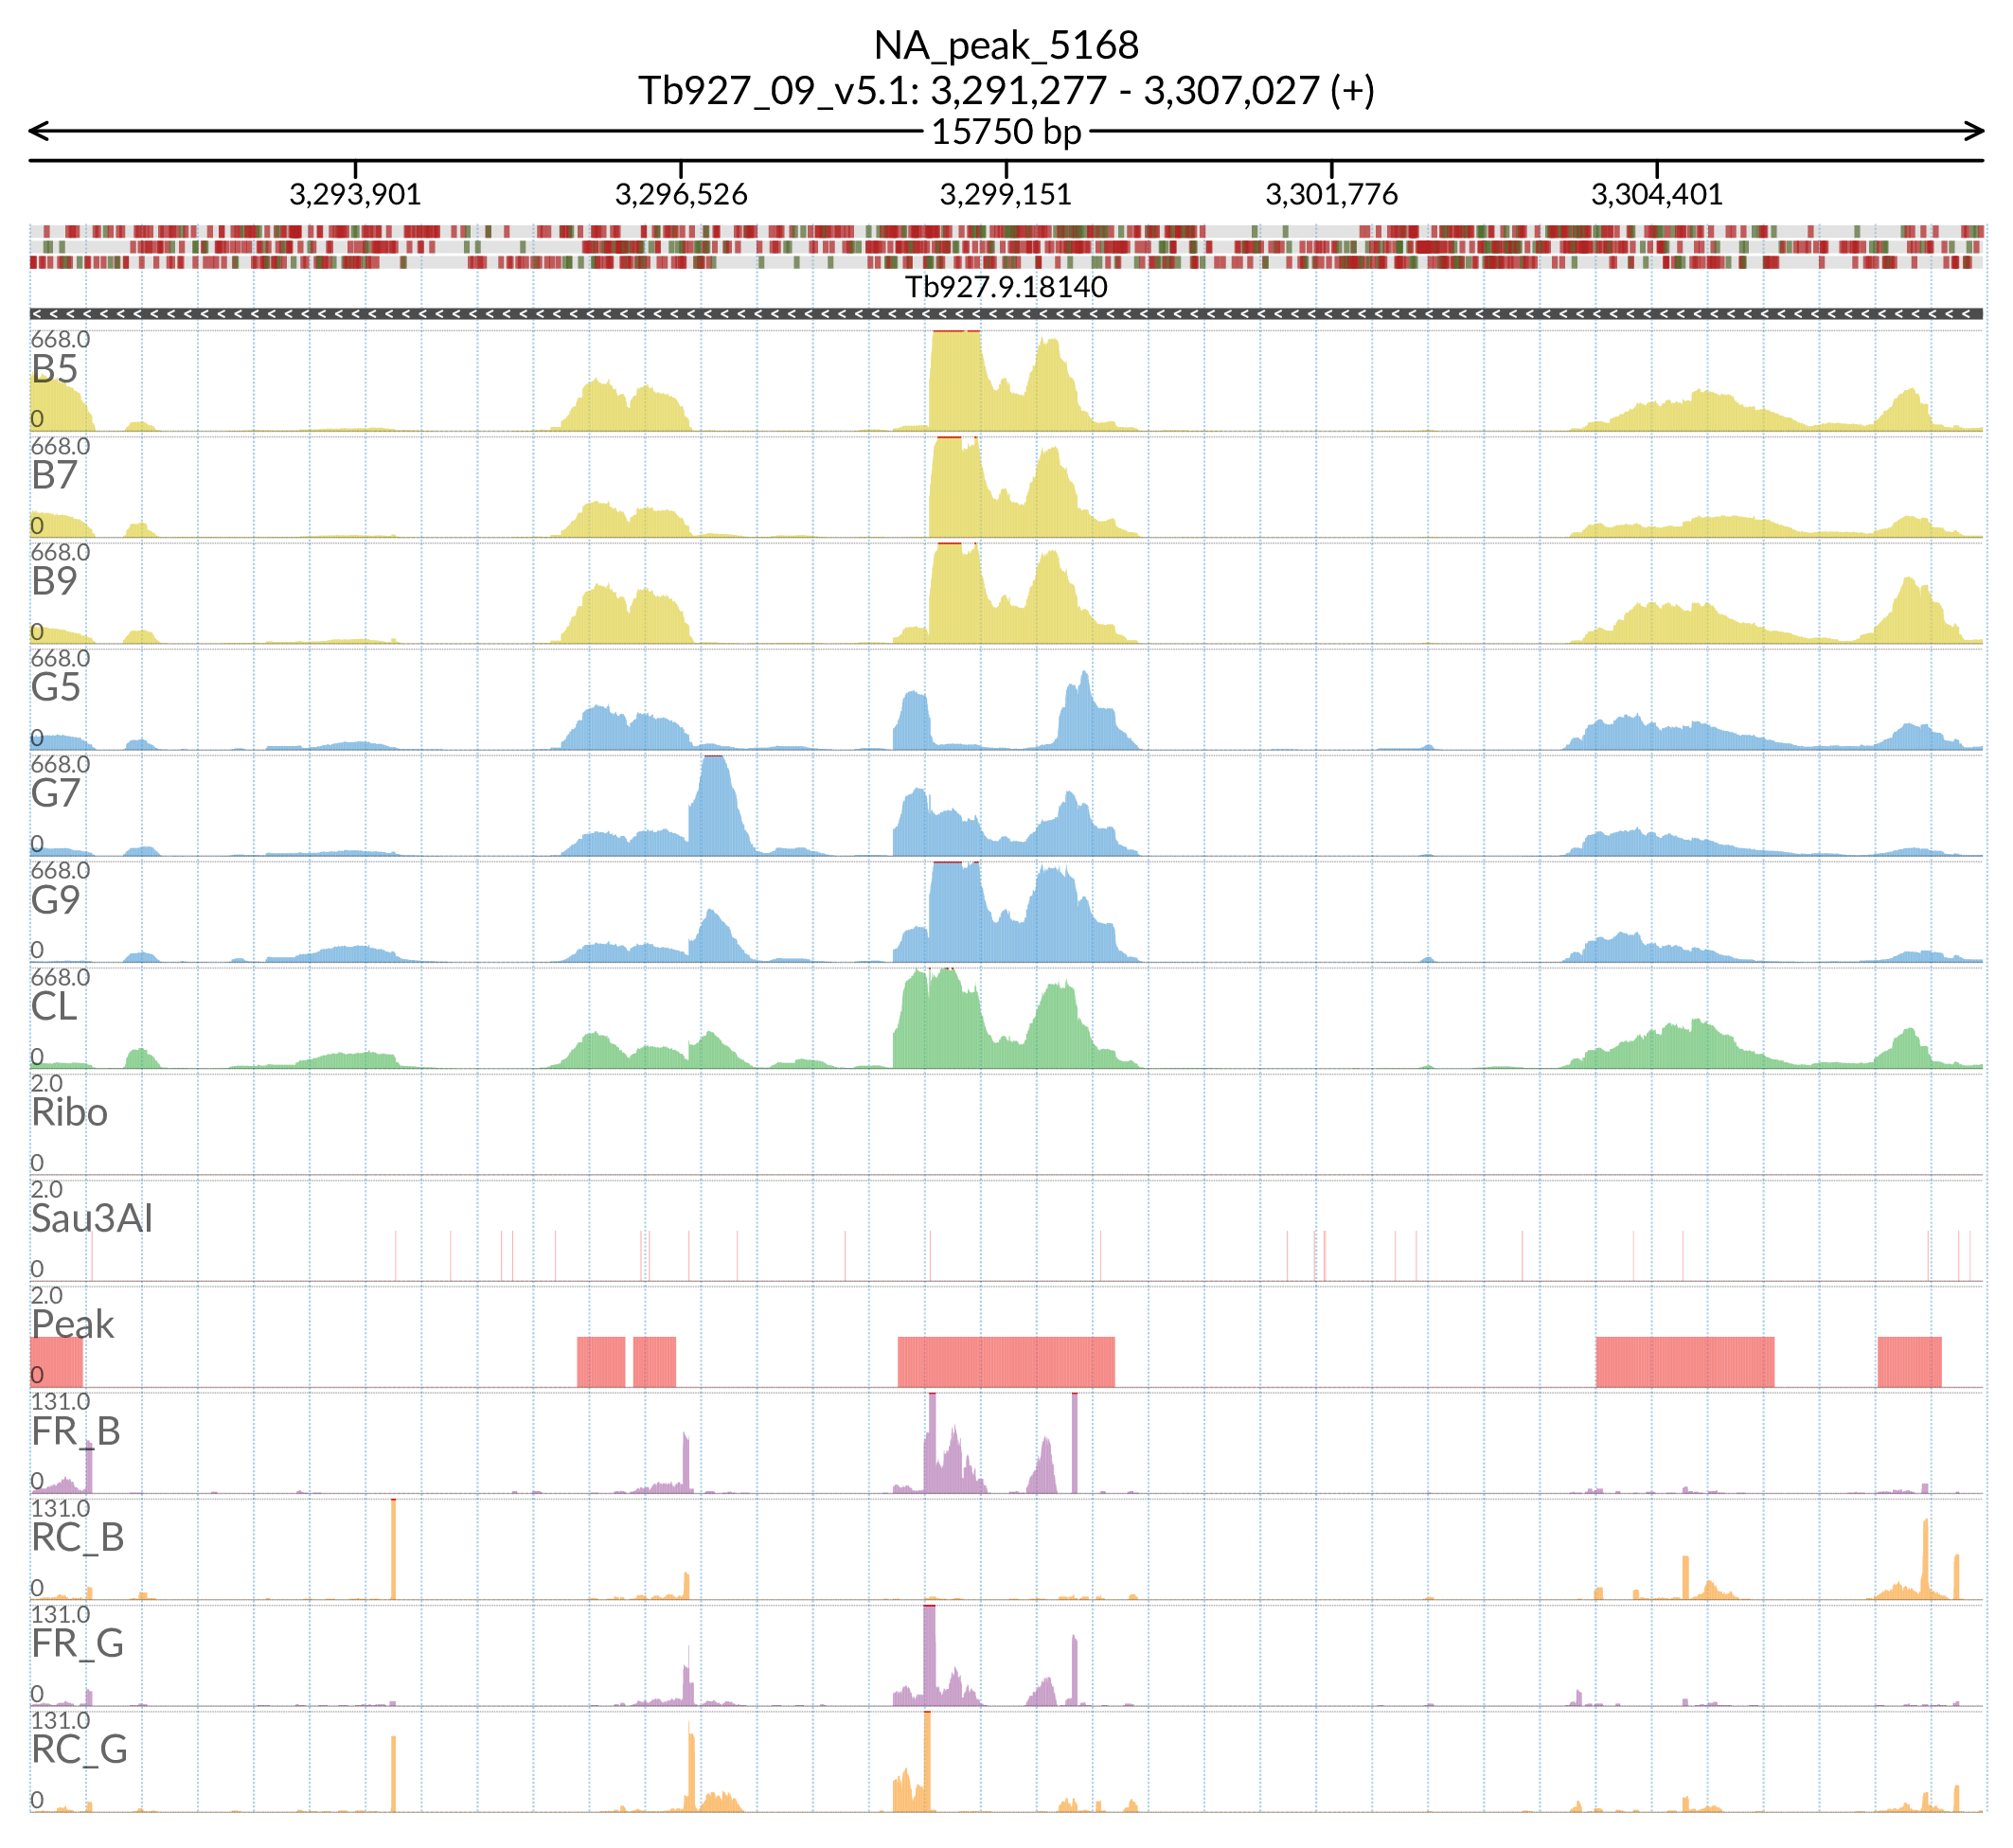 NA_peak_5168
Tb927_09_v5.1: 3,291,277 - 3,307,027 (+)
15750 bp
3,293,901 3,296,526 3,299,151 3,301,776 3,304,401
Tb927.9.18140
668.0
B5
0
668.0
B7
0
668.0
B9
0
668.0
G5
0
668.0
G7
0
668.0
G9
0
668.0
CL
0
2.0
Ribo
0
2.0
Sau3AI
0
2.0
Peak
0
131.0
FR_B
0
131.0
RC_B
0
131.0
FR_G
0
131.0
RC_G
0